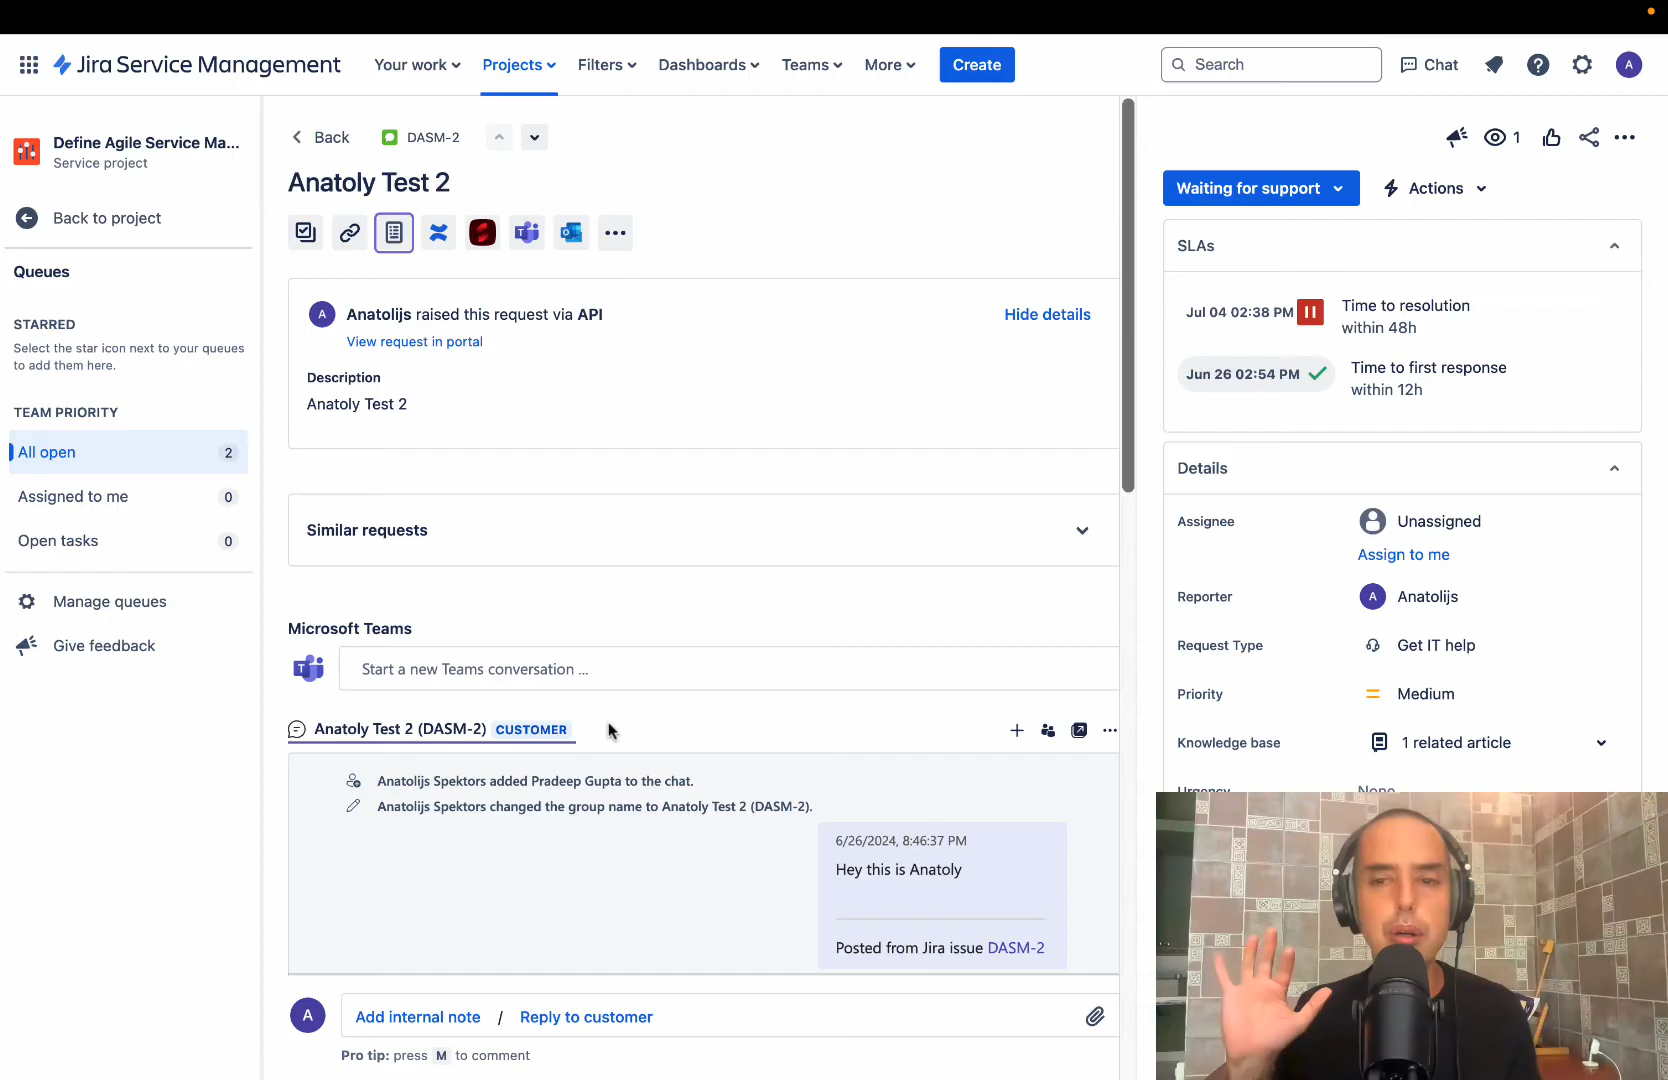 Jira Service Management
Your work
Projects
Filters
Dashboards
Teams
More
Create
Search
Chat
A
Define Agile Service Ma...
Service project
Back to project
Queues
STARRED
Select the star icon next to your queues
to add them here.
TEAM PRIORITY
All open 2
Assigned to me 0
Open tasks 0
Manage queues
Give feedback
Back
DASM-2
Anatoly Test 2
A
Anatolijs raised this request via API
Hide details
View request in portal
Description
Anatoly Test 2
Similar requests
Microsoft Teams
Start a new Teams conversation ...
Anatoly Test 2 (DASM-2) CUSTOMER
Anatolijs Spektors added Pradeep Gupta to the chat.
Anatolijs Spektors changed the group name to Anatoly Test 2 (DASM-2).
6/26/2024, 8:46:37 PM
Hey this is Anatoly
Posted from Jira issue DASM-2
A
Add internal note / Reply to customer
Pro tip: press M to comment
1
Waiting for support
Actions
SLAs
Jul 04 02:38 PM
Time to resolution
within 48h
Jun 26 02:54 PM
Time to first response
within 12h
Details
Assignee
Unassigned
Assign to me
Reporter
A
Anatolijs
Request Type
Get IT help
Priority
Medium
Knowledge base
1 related article
Urgency
None